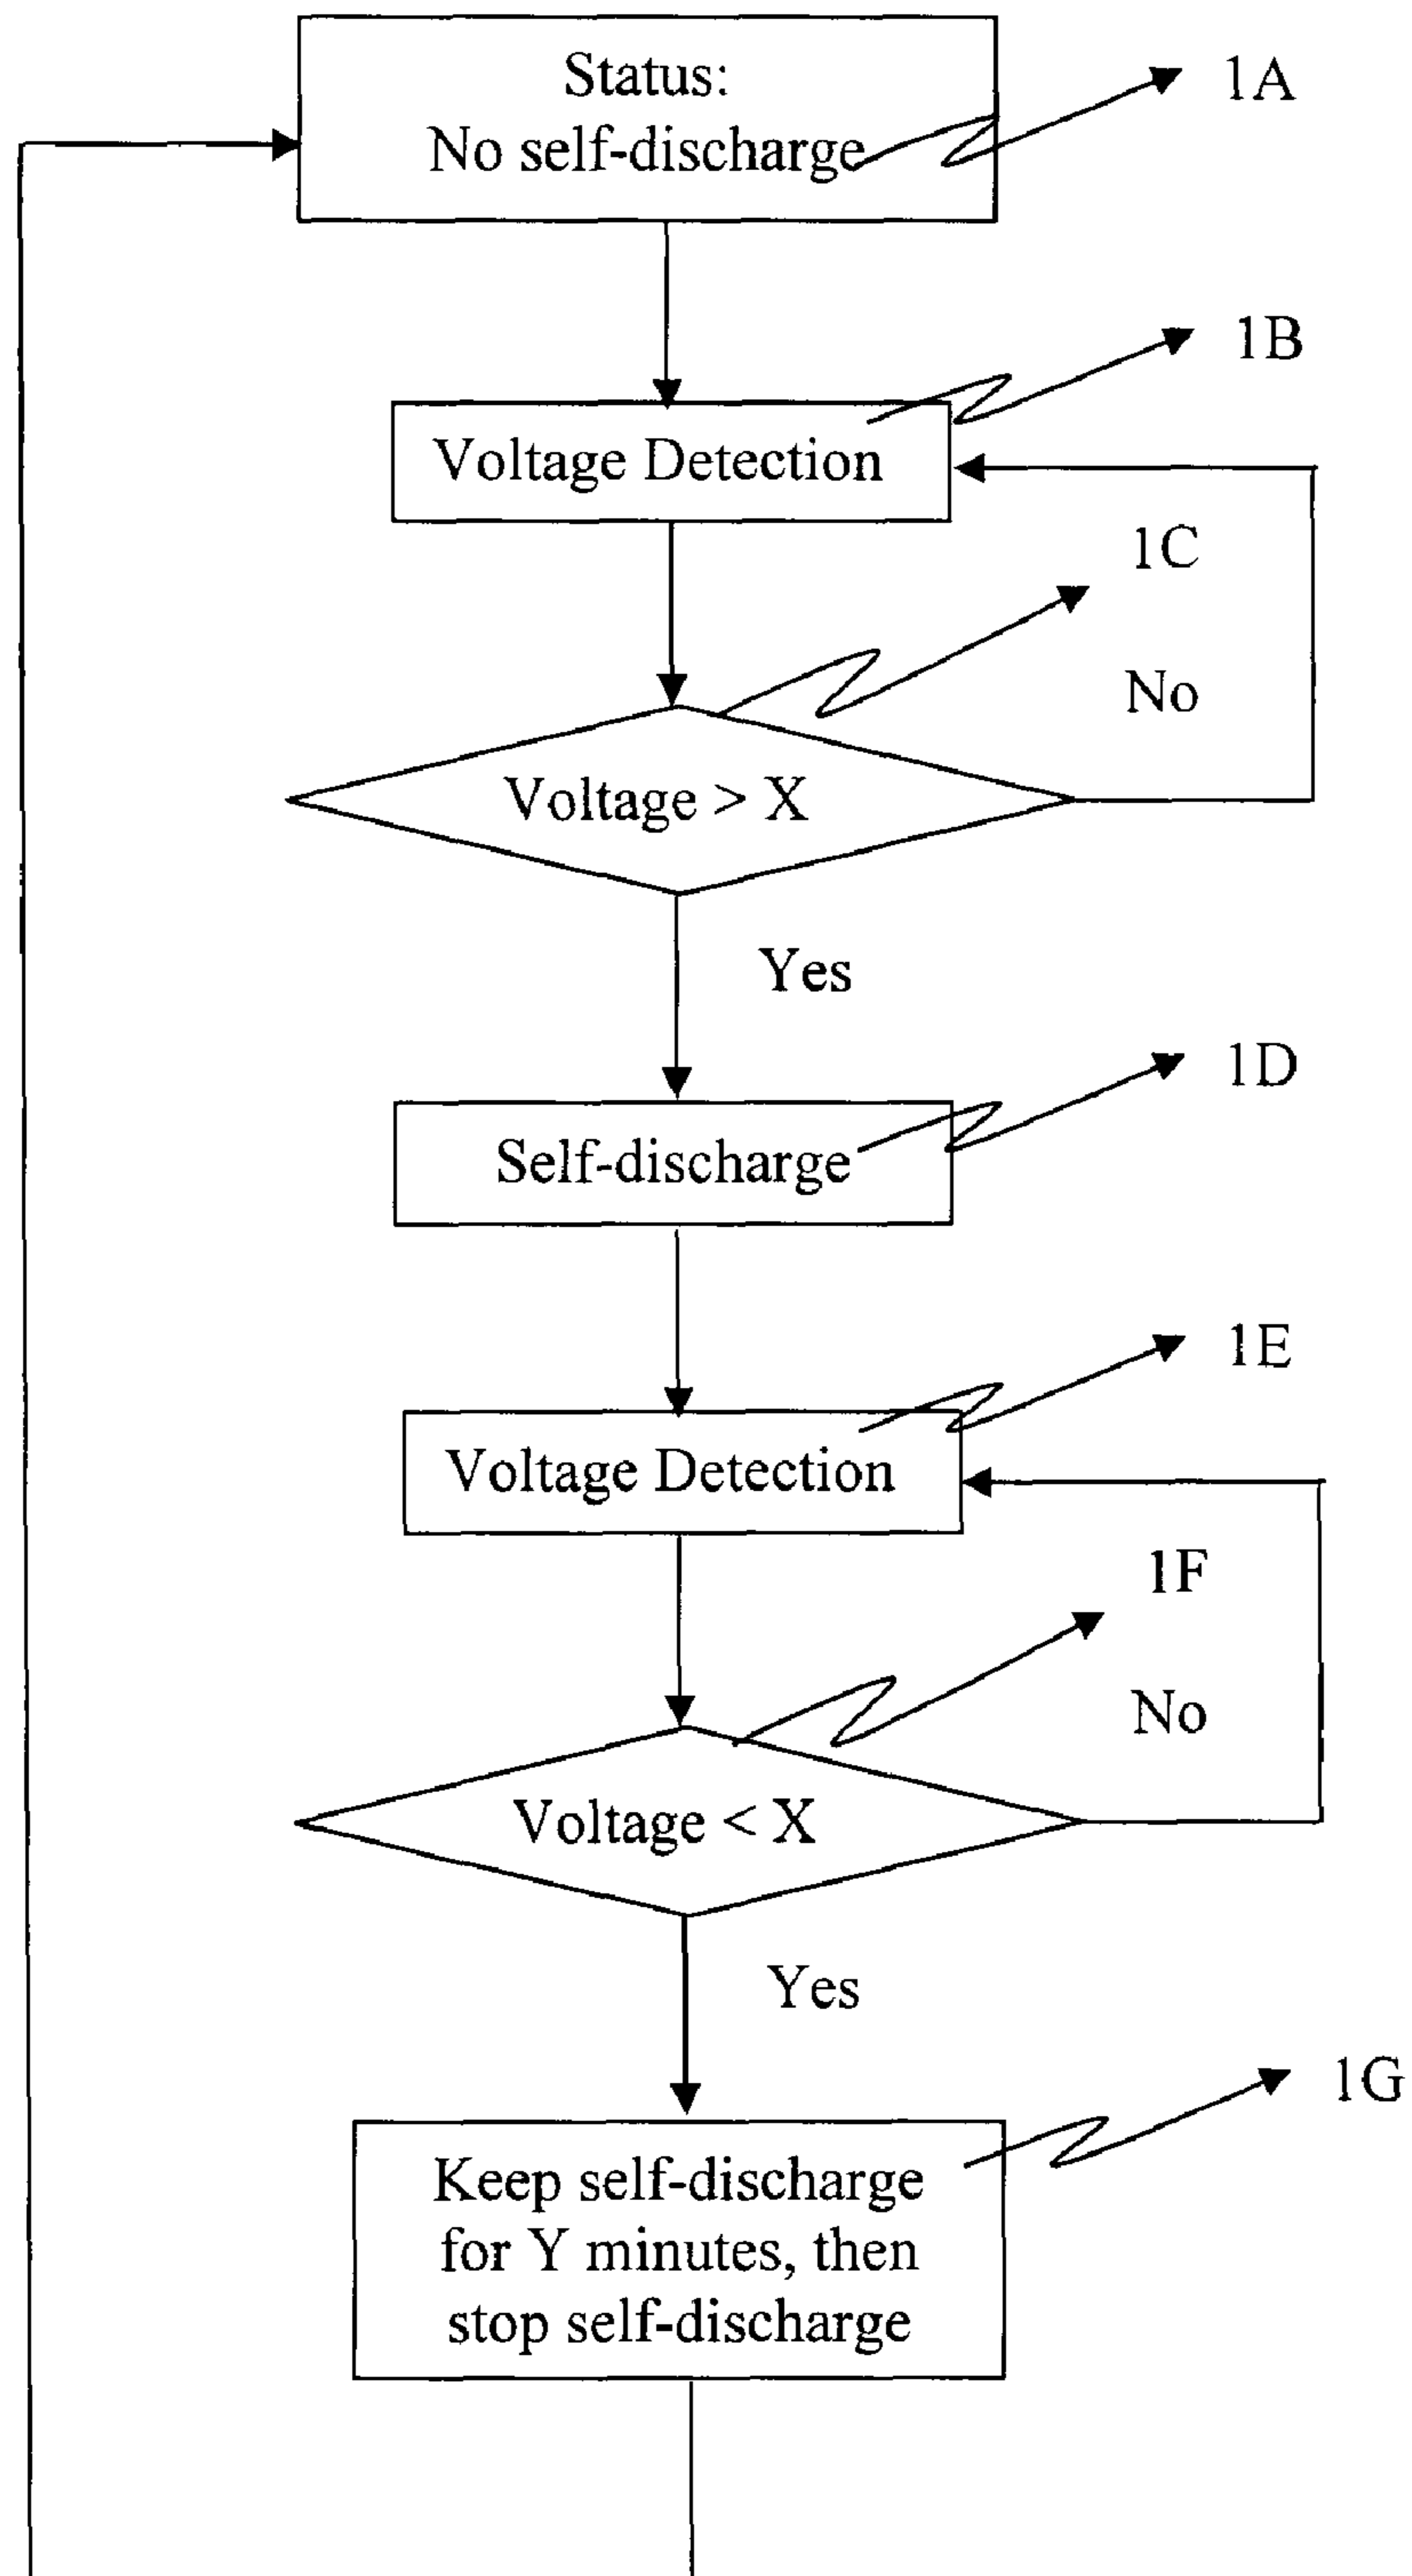 Status:
No self-discharge
1A
1B
Voltage Detection
1C
No
Voltage > X
Yes
1D
Self-discharge
1E
Voltage Detection
1F
No
Voltage < X
Yes
1G
Keep self-discharge
for Y minutes, then
stop self-discharge